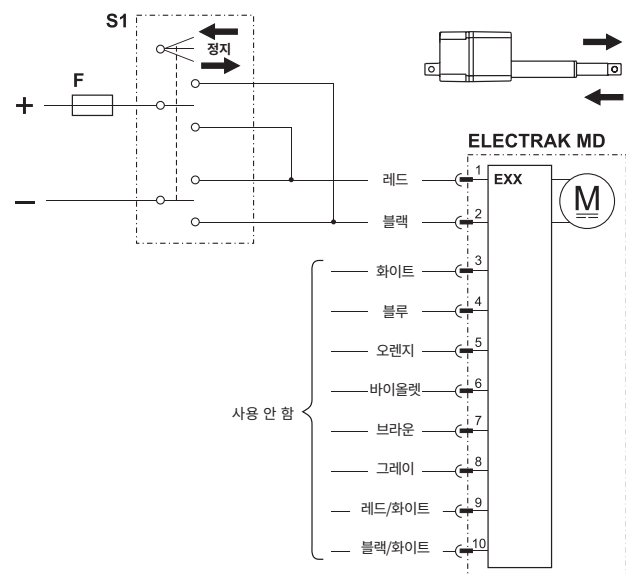 S1
정지
F
+
−
ELECTRAK MD
EXX
M
레드 1
블랙 2
화이트 3
블루 4
오렌지 5
바이올렛 6
사용 안 함
브라운 7
그레이 8
레드/화이트 9
블랙/화이트 10